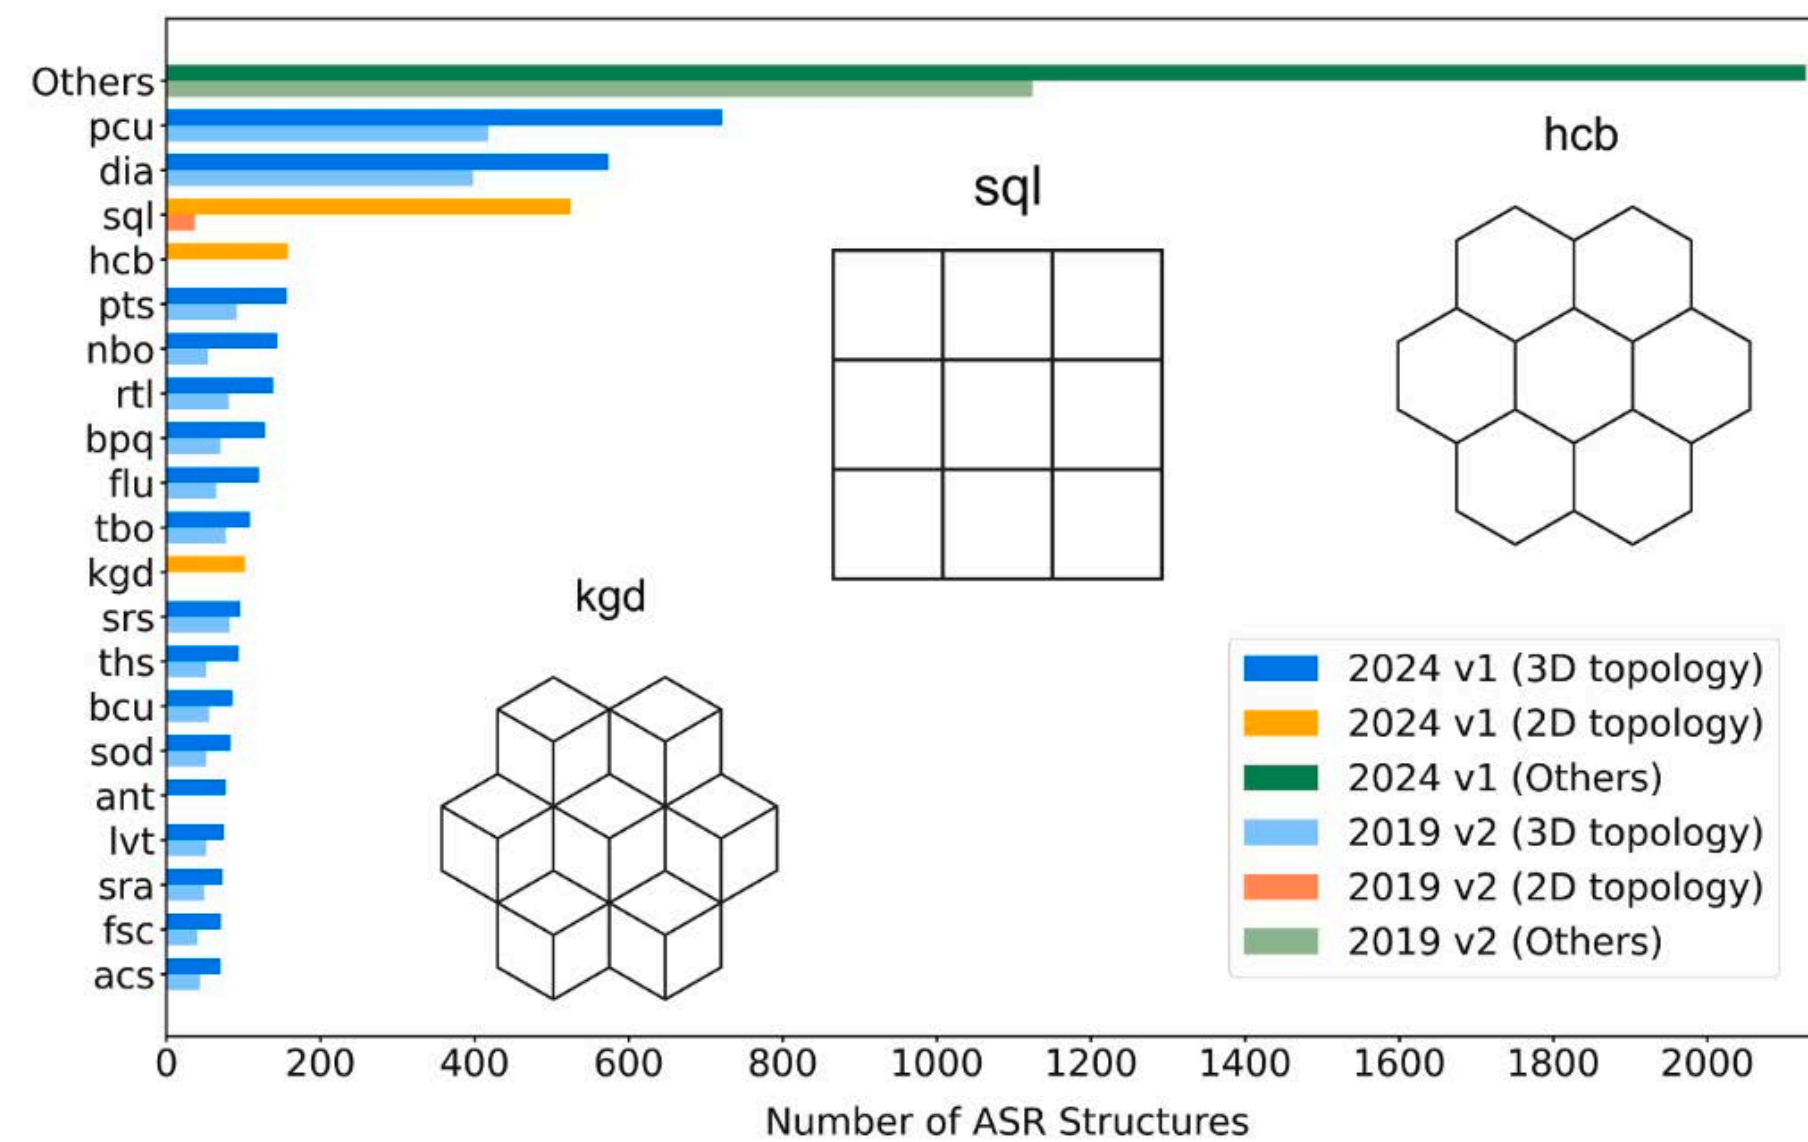 Others
pcu
dia
sql
hcb
pts
nbo
rtl
bpq
flu
tbo
kgd
srs
ths
bcu
sod
ant
lvt
sra
fsc
acs
hcb
sql
kgd
2024 v1 (3D topology)
2024 v1 (2D topology)
2024 v1 (Others)
2019 v2 (3D topology)
2019 v2 (2D topology)
2019 v2 (Others)
0 200 400 600 800 1000 1200 1400 1600 1800 2000
Number of ASR Structures